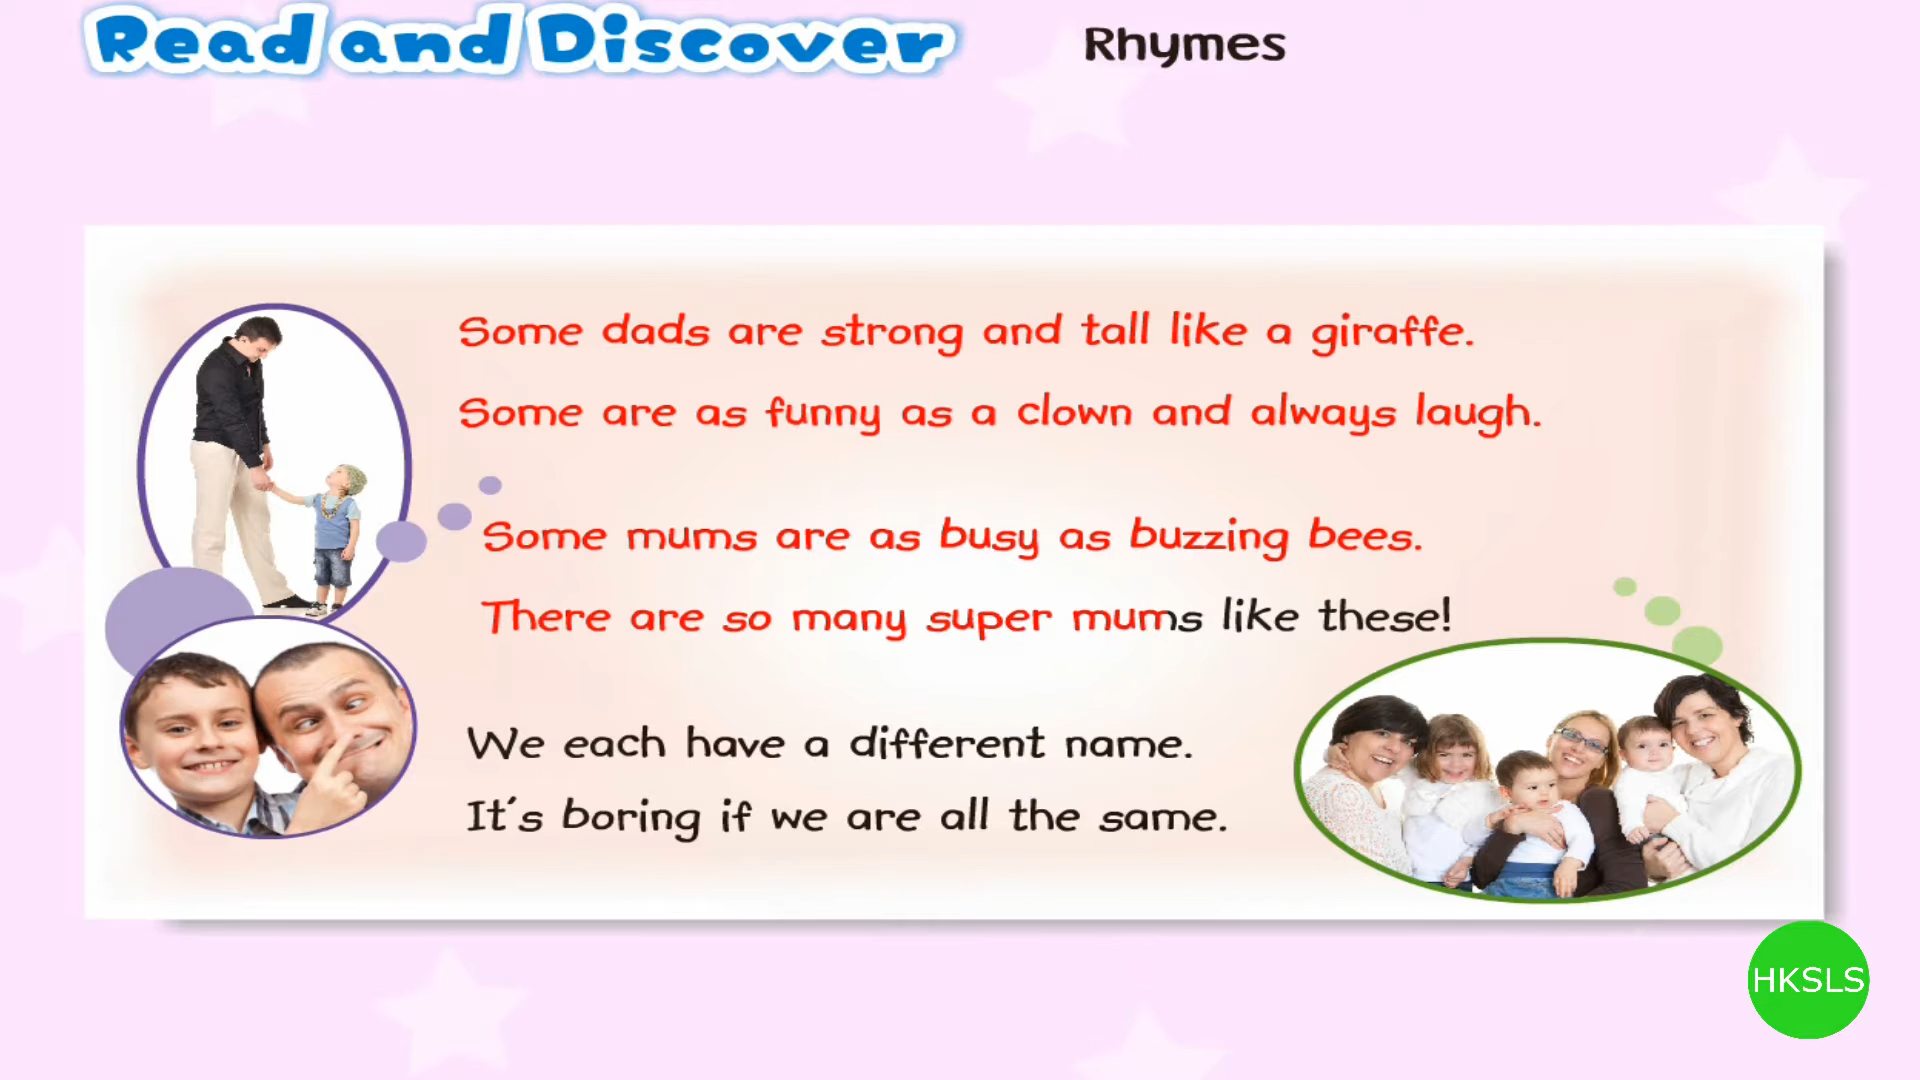 Read and Discover
Rhymes
Some dads are strong and tall like a giraffe.
Some are as funny as a clown and always laugh.
Some mums are as busy as buzzing bees.
There are so many super mums like these!
We each have a different name.
It's boring if we are all the same.
HKSLS